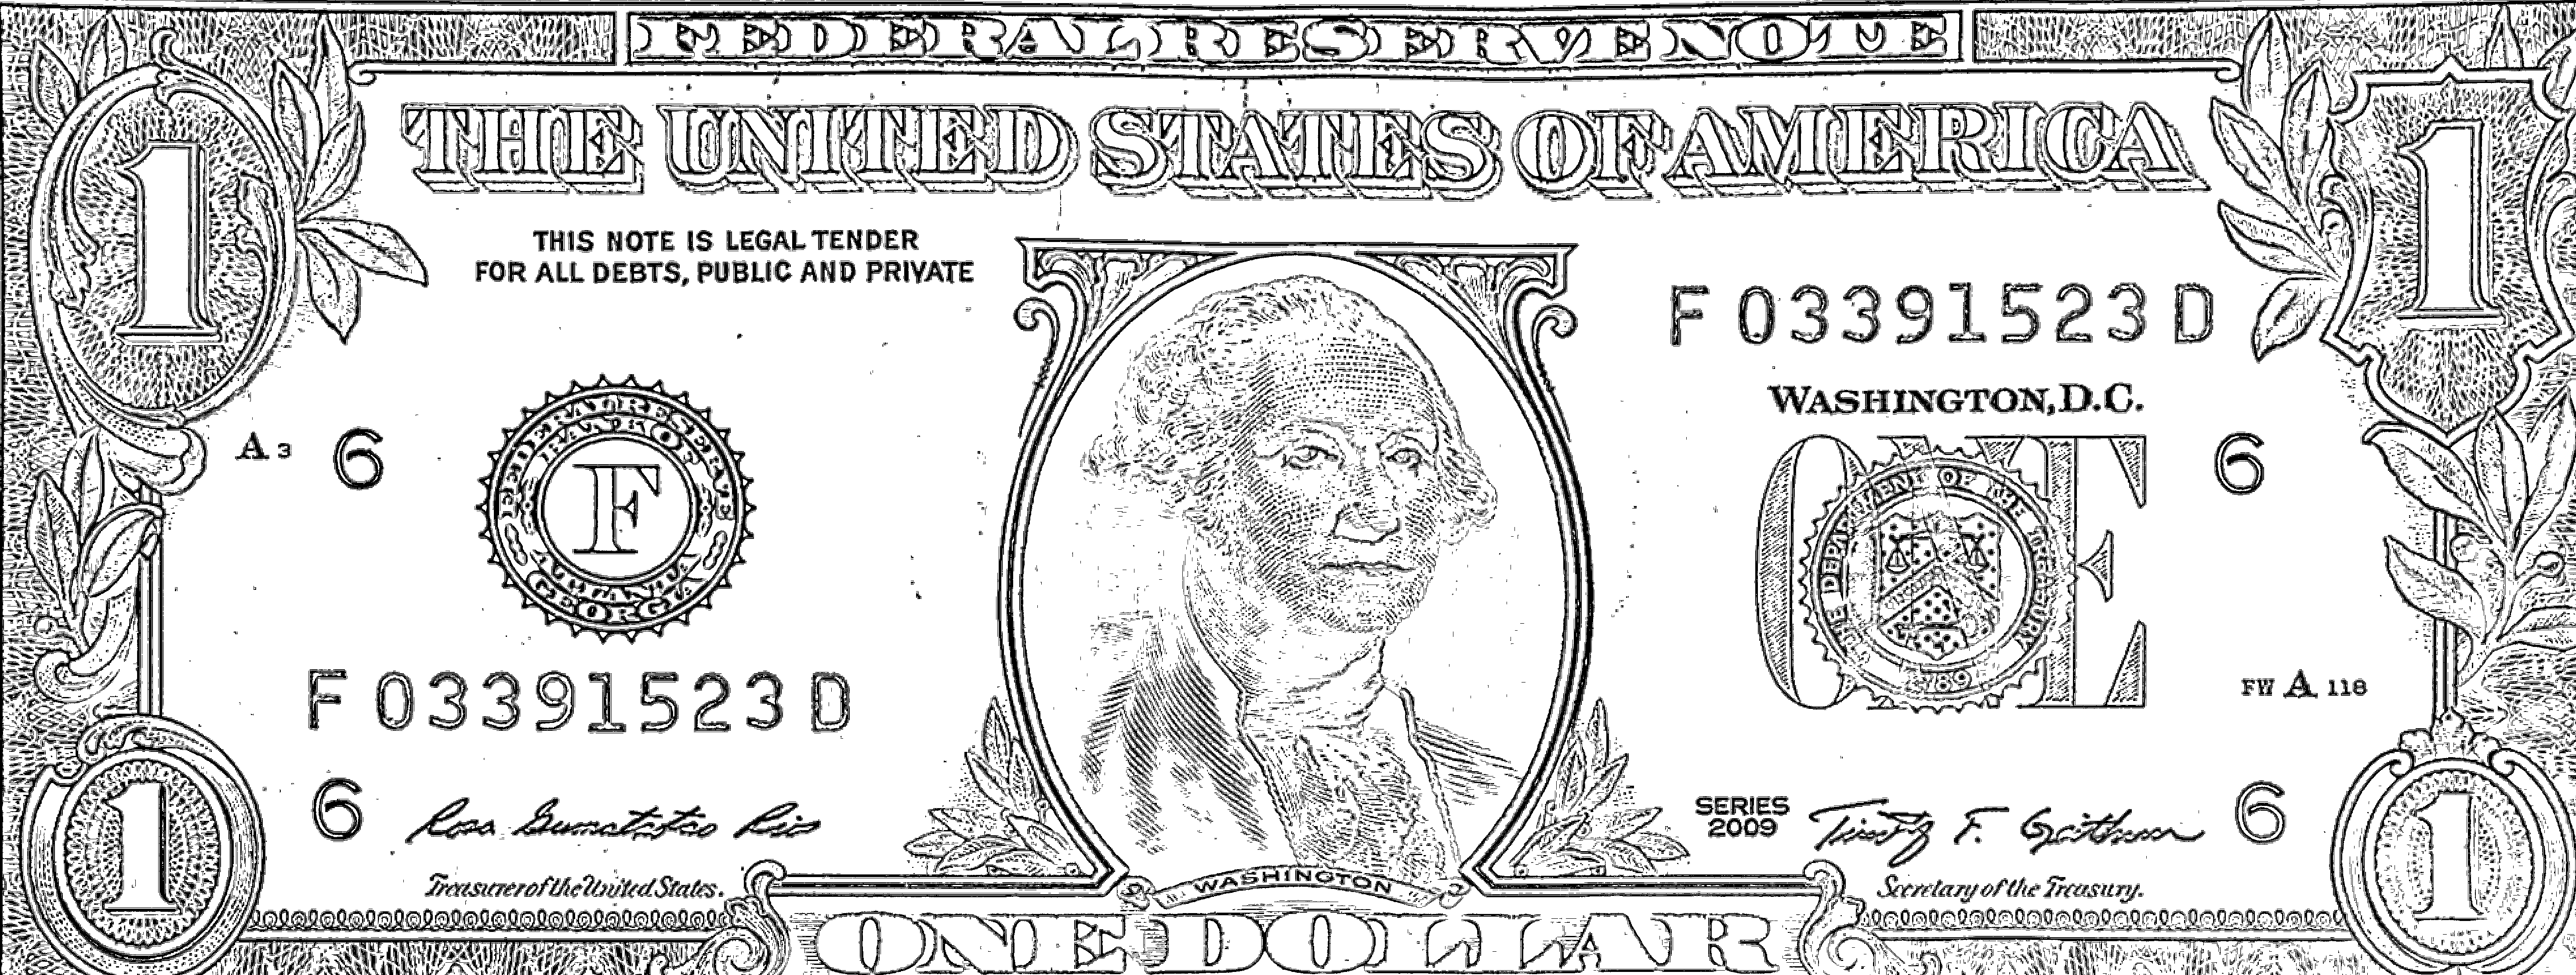 FEDERAL RESERVE NOTE
THE UNITED STATES OF AMERICA
1
1
THIS NOTE IS LEGAL TENDER
FOR ALL DEBTS, PUBLIC AND PRIVATE
F 03391523 D
WASHINGTON, D.C.
A 3
6
FEDERAL RESERVE
BANK OF
F
ATLANTA
GEORGIA
ONE
THE DEPARTMENT OF THE TREASURY
1789
6
F 03391523 D
FW A 118
6
Rosa Gumataotao Rios
Treasurer of the United States.
SERIES
2009
Timothy F. Geithner
6
Secretary of the Treasury.
1
WASHINGTON
1
ONE DOLLAR